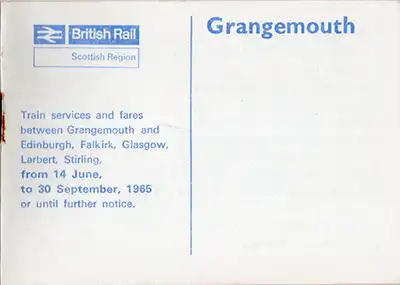 British Rail
Scottish Region
Grangemouth
Train services and fares
between Grangemouth and
Edinburgh, Falkirk, Glasgow,
Larbert, Stirling,
from 14 June,
to 30 September, 1965
or until further notice.